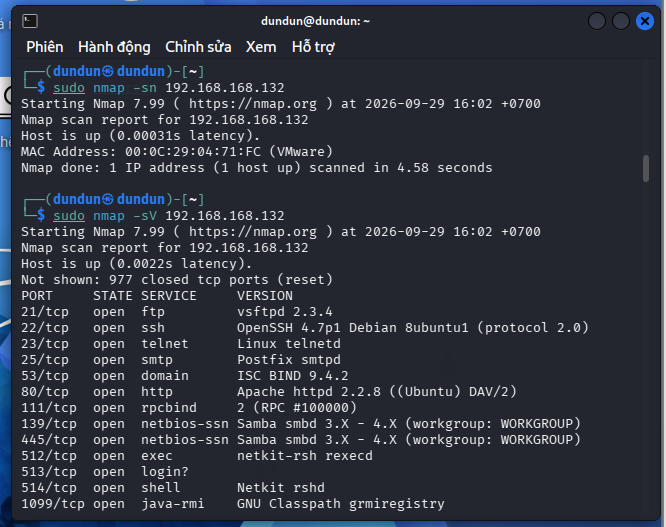 dundun@dundun: ~
Phiên Hành động Chỉnh sửa Xem Hỗ trợ
┌──(dundun㉿dundun)-[~]
└─$ sudo nmap -sn 192.168.168.132
Starting Nmap 7.99 ( https://nmap.org ) at 2026-09-29 16:02 +0700
Nmap scan report for 192.168.168.132
Host is up (0.00031s latency).
MAC Address: 00:0C:29:04:71:FC (VMware)
Nmap done: 1 IP address (1 host up) scanned in 4.58 seconds
┌──(dundun㉿dundun)-[~]
└─$ sudo nmap -sV 192.168.168.132
Starting Nmap 7.99 ( https://nmap.org ) at 2026-09-29 16:02 +0700
Nmap scan report for 192.168.168.132
Host is up (0.0022s latency).
Not shown: 977 closed tcp ports (reset)
PORT     STATE SERVICE     VERSION
21/tcp   open  ftp         vsftpd 2.3.4
22/tcp   open  ssh         OpenSSH 4.7p1 Debian 8ubuntu1 (protocol 2.0)
23/tcp   open  telnet      Linux telnetd
25/tcp   open  smtp        Postfix smtpd
53/tcp   open  domain      ISC BIND 9.4.2
80/tcp   open  http        Apache httpd 2.2.8 ((Ubuntu) DAV/2)
111/tcp  open  rpcbind     2 (RPC #100000)
139/tcp  open  netbios-ssn Samba smbd 3.X - 4.X (workgroup: WORKGROUP)
445/tcp  open  netbios-ssn Samba smbd 3.X - 4.X (workgroup: WORKGROUP)
512/tcp  open  exec        netkit-rsh rexecd
513/tcp  open  login?
514/tcp  open  shell       Netkit rshd
1099/tcp open  java-rmi    GNU Classpath grmiregistry